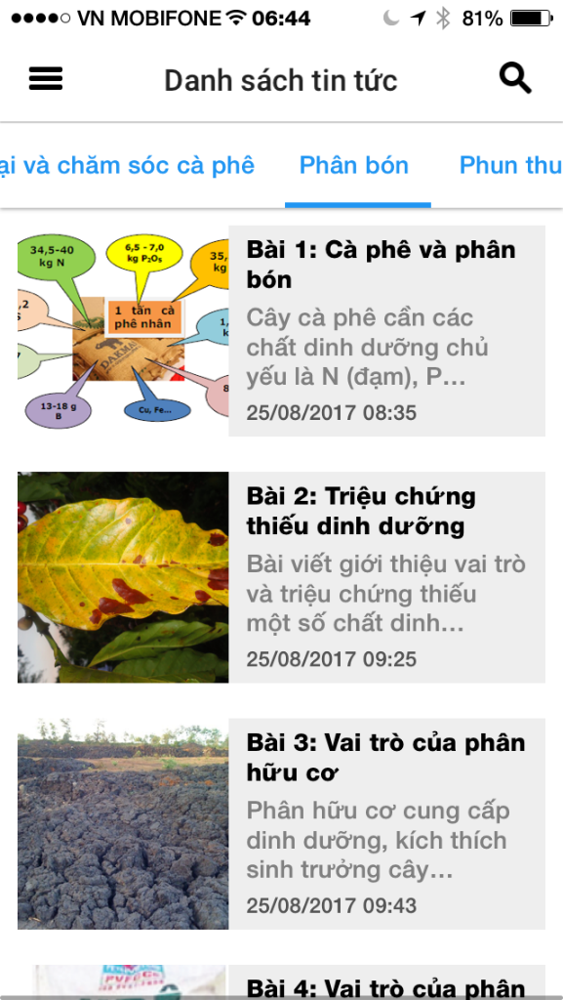 VN MOBIFONE 06:44 81%
Danh sách tin tức
ại và chăm sóc cà phê Phân bón Phun thu
34,5-40
kg N
6,5 - 7,0
kg P₂O₅
35,
kg
,2
S
1 tấn cà
phê nhân
1,
k
DAKMA
7
13-18 g
B
Cu, Fe...
8
Bài 1: Cà phê và phân
bón
Cây cà phê cần các
chất dinh dưỡng chủ
yếu là N (đạm), P...
25/08/2017 08:35
Bài 2: Triệu chứng
thiếu dinh dưỡng
Bài viết giới thiệu vai trò
và triệu chứng thiếu
một số chất dinh...
25/08/2017 09:25
Bài 3: Vai trò của phân
hữu cơ
Phân hữu cơ cung cấp
dinh dưỡng, kích thích
sinh trưởng cây...
25/08/2017 09:43
PVFCCo
Bài 4: Vai trò của phân